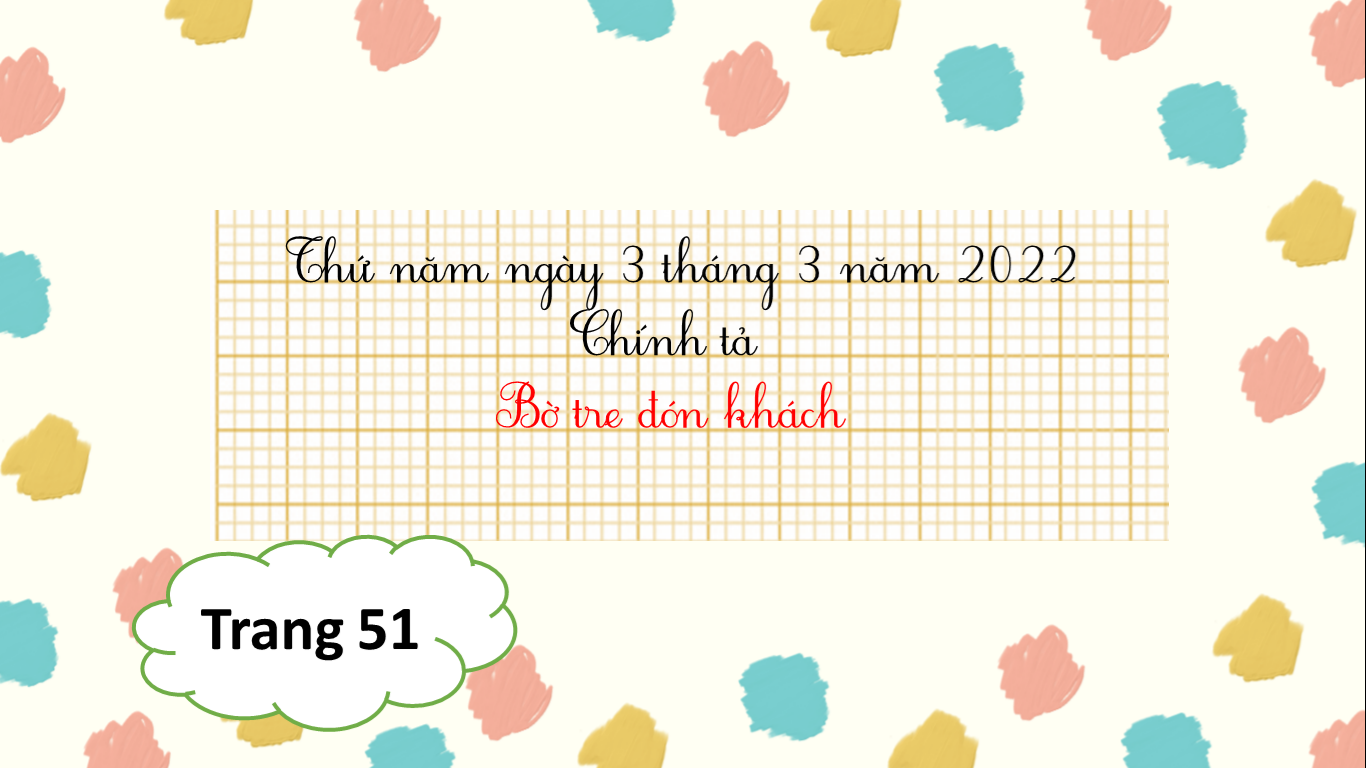 Thứ năm ngày 3 tháng 3 năm 2022
Chính tả
Bờ tre đón khách
Trang 51